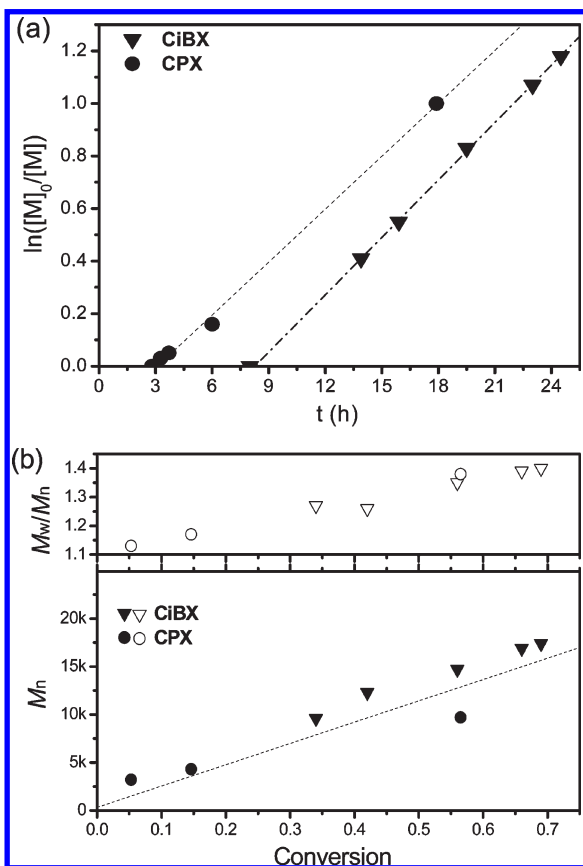 (a)
CiBX
CPX
1.2
1.0
0.8
0.6
0.4
0.2
0.0
ln([M]0/[M])
0 3 6 9 12 15 18 21 24
t (h)
(b)
1.4
1.3
1.2
1.1
Mw/Mn
CiBX
CPX
20k
15k
10k
5k
0
Mn
0.0 0.1 0.2 0.3 0.4 0.5 0.6 0.7
Conversion